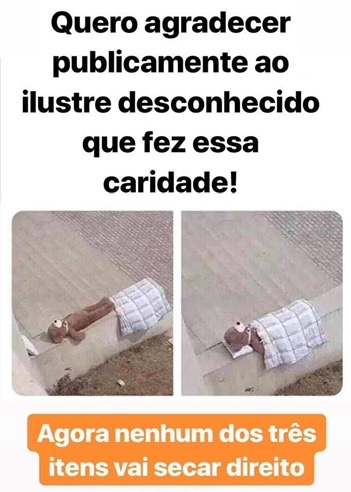 Quero agradecer
publicamente ao
ilustre desconhecido
que fez essa
caridade!
Agora nenhum dos três
itens vai secar direito